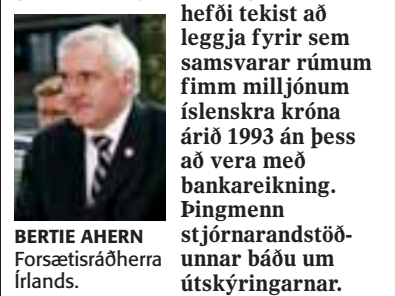 hefði tekist að
leggja fyrir sem
samsvarar rúmum
fimm milljónum
íslenskra króna
árið 1993 án þess
að vera með
bankareikning.
Þingmenn
stjórnarandstöð-
unnar báðu um
útskýringarnar.
BERTIE AHERN
Forsætisráðherra
Írlands.